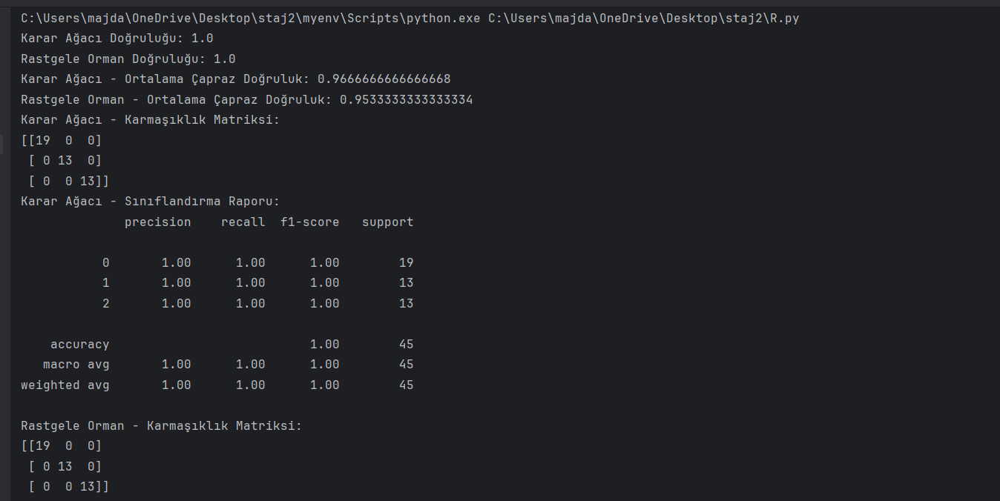 C:\Users\majda\OneDrive\Desktop\staj2\myenv\Scripts\python.exe C:\Users\majda\OneDrive\Desktop\staj2\R.py
Karar Ağacı Doğruluğu: 1.0
Rastgele Orman Doğruluğu: 1.0
Karar Ağacı - Ortalama Çapraz Doğruluk: 0.9666666666666668
Rastgele Orman - Ortalama Çapraz Doğruluk: 0.9533333333333334
Karar Ağacı - Karmaşıklık Matriksi:
[[19  0  0]
 [ 0 13  0]
 [ 0  0 13]]
Karar Ağacı - Sınıflandırma Raporu:
              precision    recall  f1-score   support
           0       1.00      1.00      1.00        19
           1       1.00      1.00      1.00        13
           2       1.00      1.00      1.00        13
    accuracy                           1.00        45
   macro avg       1.00      1.00      1.00        45
weighted avg       1.00      1.00      1.00        45
Rastgele Orman - Karmaşıklık Matriksi:
[[19  0  0]
 [ 0 13  0]
 [ 0  0 13]]